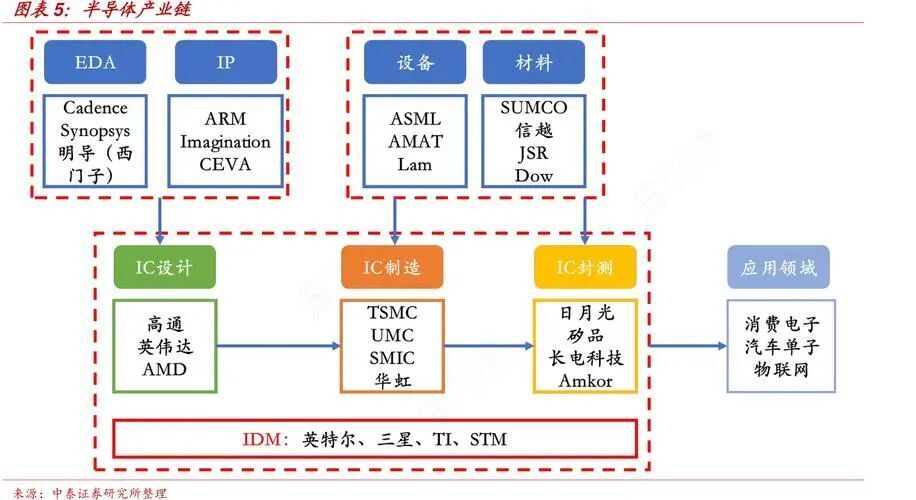 图表5：半导体产业链
EDA
IP
设备
材料
Cadence
Synopsys
明导（西
门子）
ARM
Imagination
CEVA
ASML
AMAT
Lam
SUMCO
信越
JSR
Dow
IC设计
IC制造
IC封测
应用领域
高通
英伟达
AMD
TSMC
UMC
SMIC
华虹
日月光
矽品
长电科技
Amkor
消费电子
汽车单子
物联网
IDM：英特尔、三星、TI、STM
来源：中泰证券研究所整理